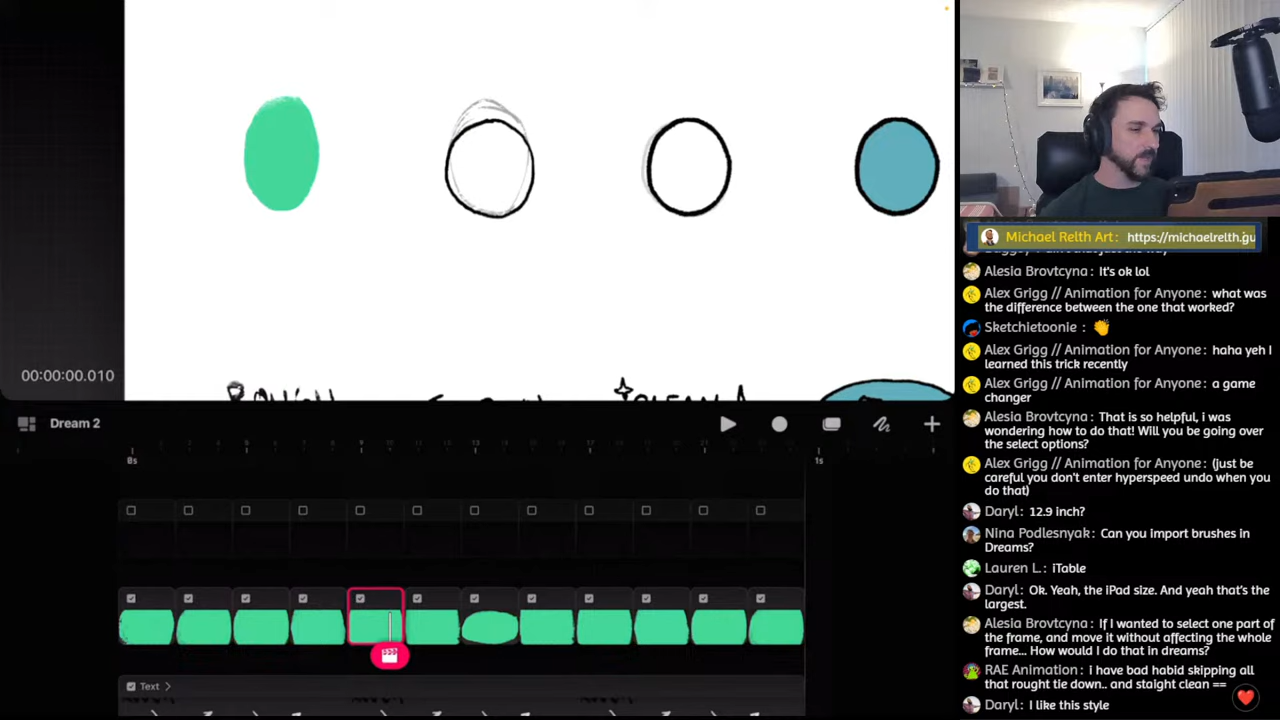 00:00:00.010
Dream 2
9
13
17
0s
1s
Text >
Michael Relth Art: https://michaelrelth.gu
Alesia Brovtcyna: It's ok lol
Alex Grigg // Animation for Anyone: what was
the difference between the one that worked?
Sketchietoonie : 👏
Alex Grigg // Animation for Anyone: haha yeh I
learned this trick recently
Alex Grigg // Animation for Anyone: a game
changer
Alesia Brovtcyna: That is so helpful, i was
wondering how to do that! Will you be going over
the select options?
Alex Grigg // Animation for Anyone: (just be
careful you don't enter hyperspeed undo when you
do that)
Daryl: 12.9 inch?
Nina Podlesnyak: Can you import brushes in
Dreams?
Lauren L.: iTable
Daryl: Ok. Yeah, the iPad size. And yeah that's the
largest.
Alesia Brovtcyna: If I wanted to select one part of
the frame, and move it without affecting the whole
frame... How would I do that in dreams?
RAE Animation: i have bad habid skipping all
that rought tie down.. and staight clean ==
Daryl: I like this style